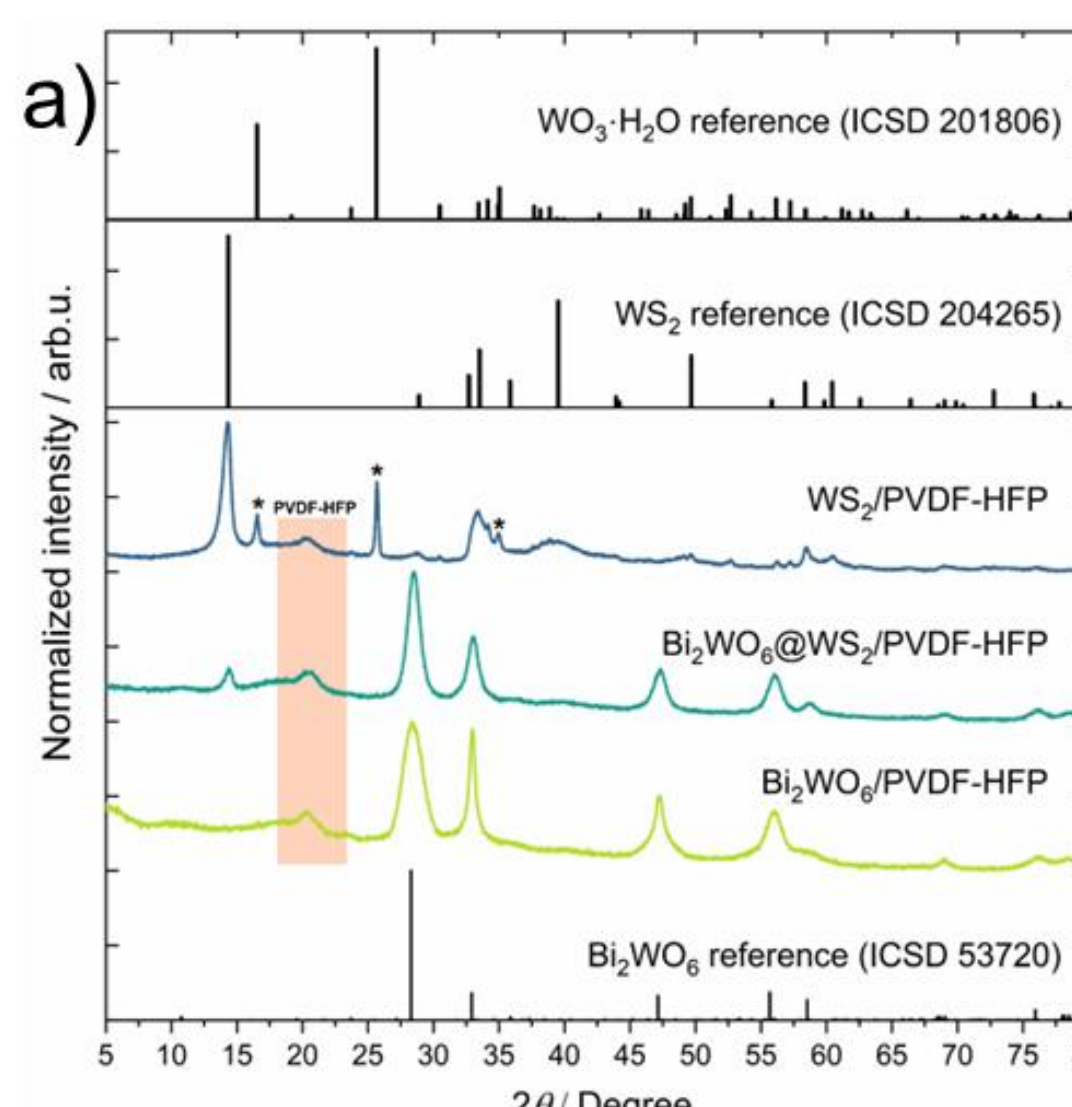 a)
WO₃·H₂O reference (ICSD 201806)
WS₂ reference (ICSD 204265)
Normalized intensity / arb.u.
WS₂/PVDF-HFP
*
*
* PVDF-HFP
Bi₂WO₆@WS₂/PVDF-HFP
Bi₂WO₆/PVDF-HFP
Bi₂WO₆ reference (ICSD 53720)
5 10 15 20 25 30 35 40 45 50 55 60 65 70 75
2θ / Degree